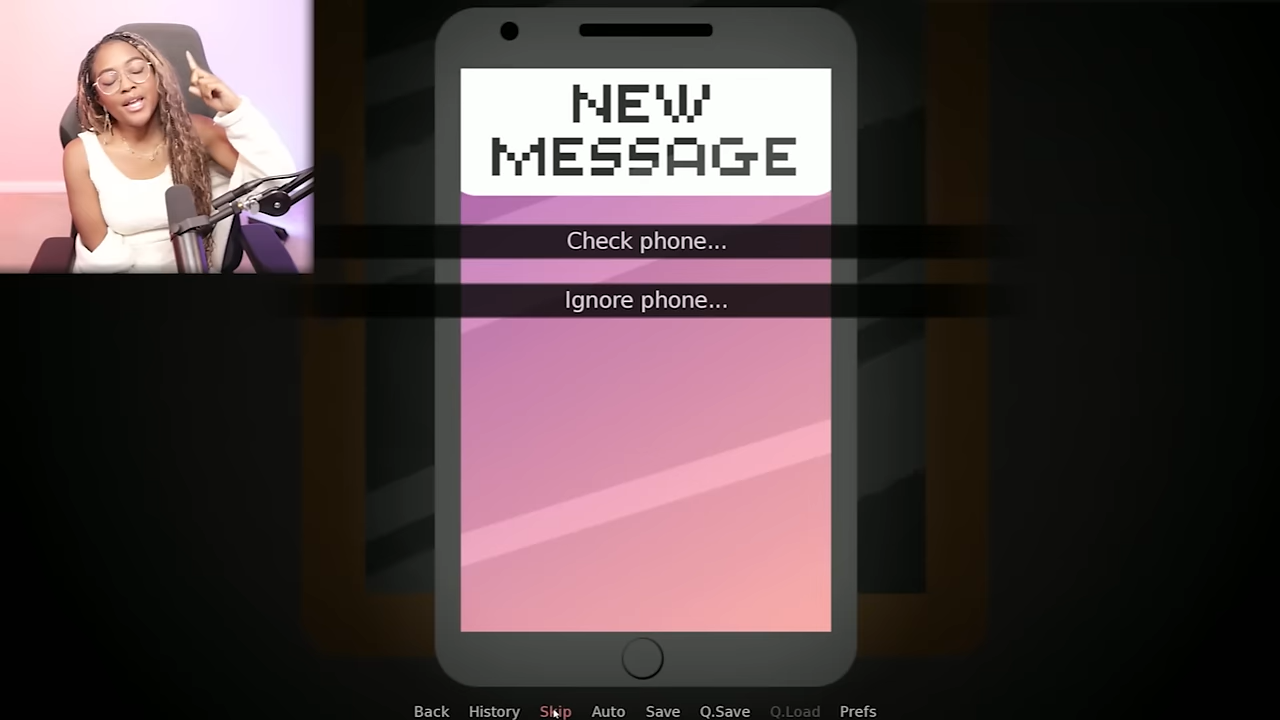 NEW
MESSAGE
Check phone...
Ignore phone...
Back History Skip Auto Save Q.Save Q.Load Prefs